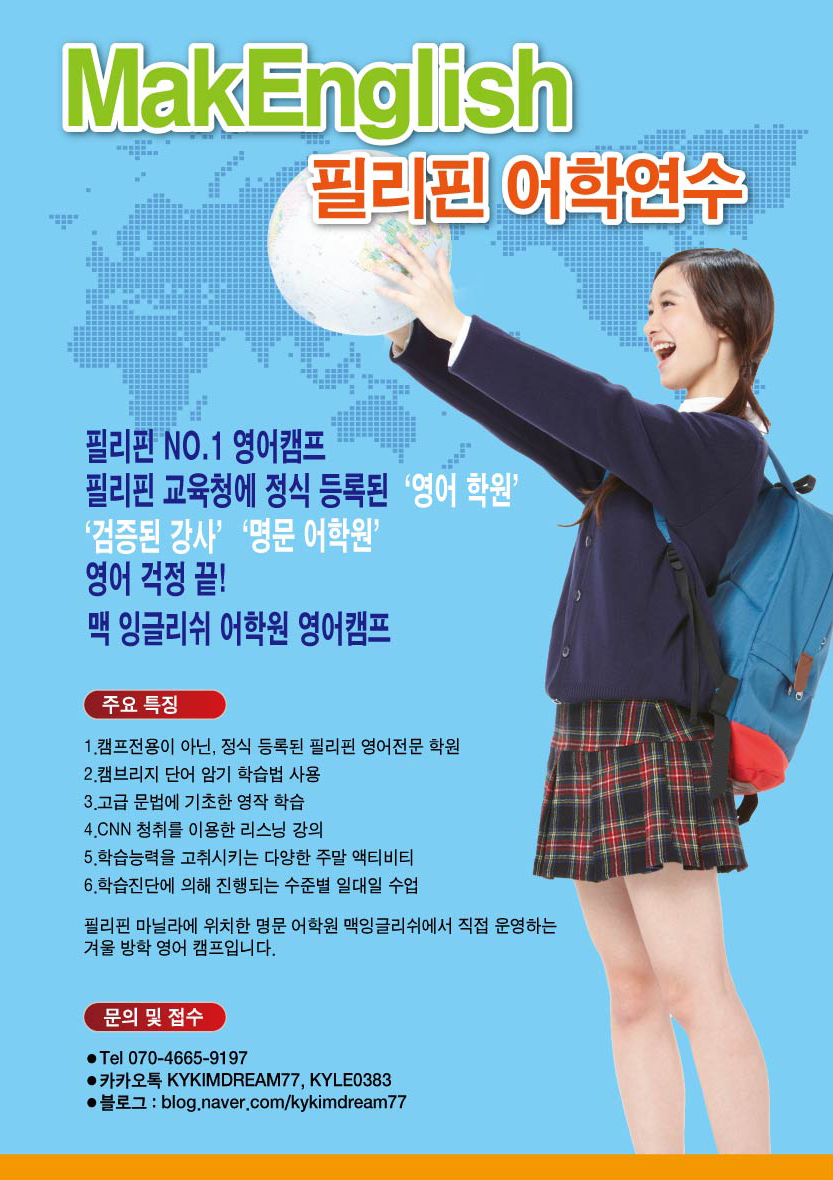 MakEnglish
필리핀 어학연수
필리핀 NO.1 영어캠프
필리핀 교육청에 정식 등록된 ‘영어 학원’
‘검증된 강사’ ‘명문 어학원’
영어 걱정 끝!
맥 잉글리쉬 어학원 영어캠프
주요 특징
1.캠프전용이 아닌, 정식 등록된 필리핀 영어전문 학원
2.캠브리지 단어 암기 학습법 사용
3.고급 문법에 기초한 영작 학습
4.CNN 청취를 이용한 리스닝 강의
5.학습능력을 고취시키는 다양한 주말 액티비티
6.학습진단에 의해 진행되는 수준별 일대일 수업
필리핀 마닐라에 위치한 명문 어학원 맥잉글리쉬에서 직접 운영하는
겨울 방학 영어 캠프입니다.
문의 및 접수
●Tel 070-4665-9197
●카카오톡 KYKIMDREAM77, KYLE0383
●블로그 : blog.naver.com/kykimdream77